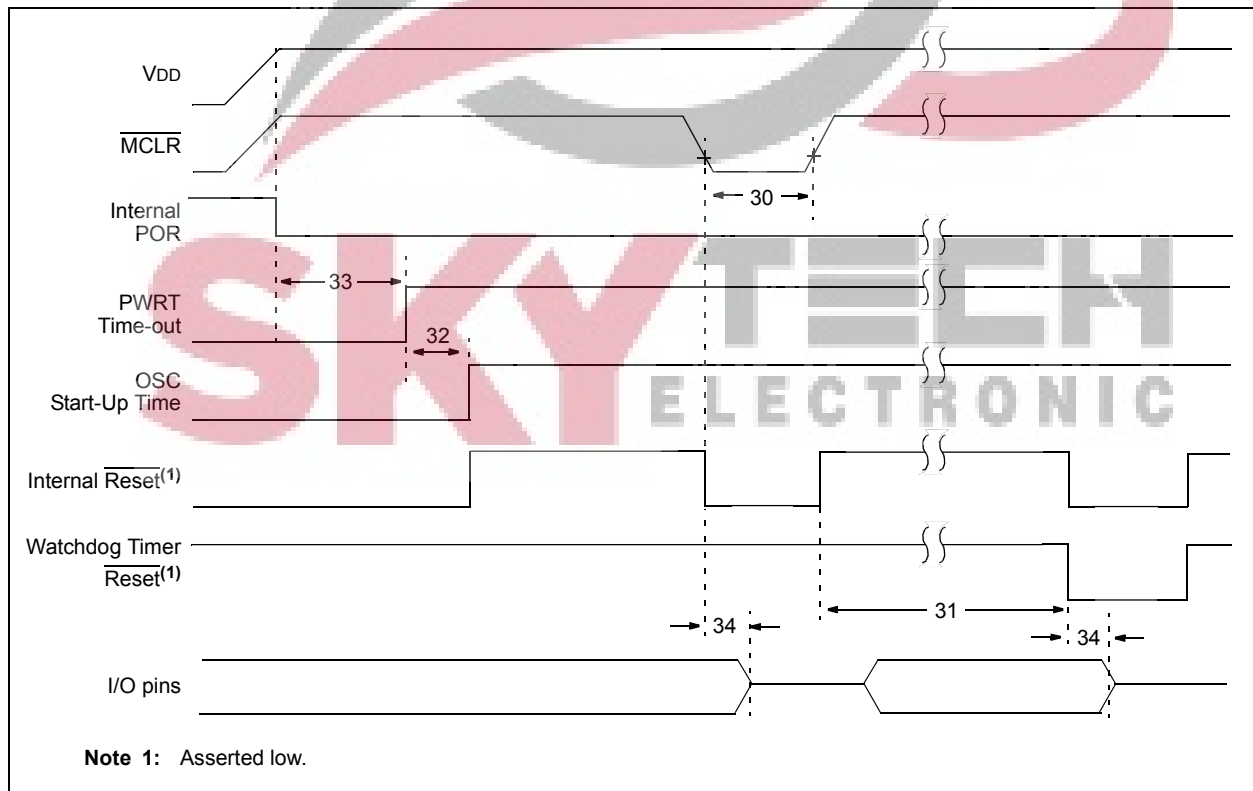 VDD
MCLR
30
Internal
POR
33
PWRT
Time-out
32
OSC
Start-Up Time
SKY TECH
ELECTRONIC
Internal Reset(1)
Watchdog Timer
Reset(1)
31
34
34
I/O pins
Note 1: Asserted low.